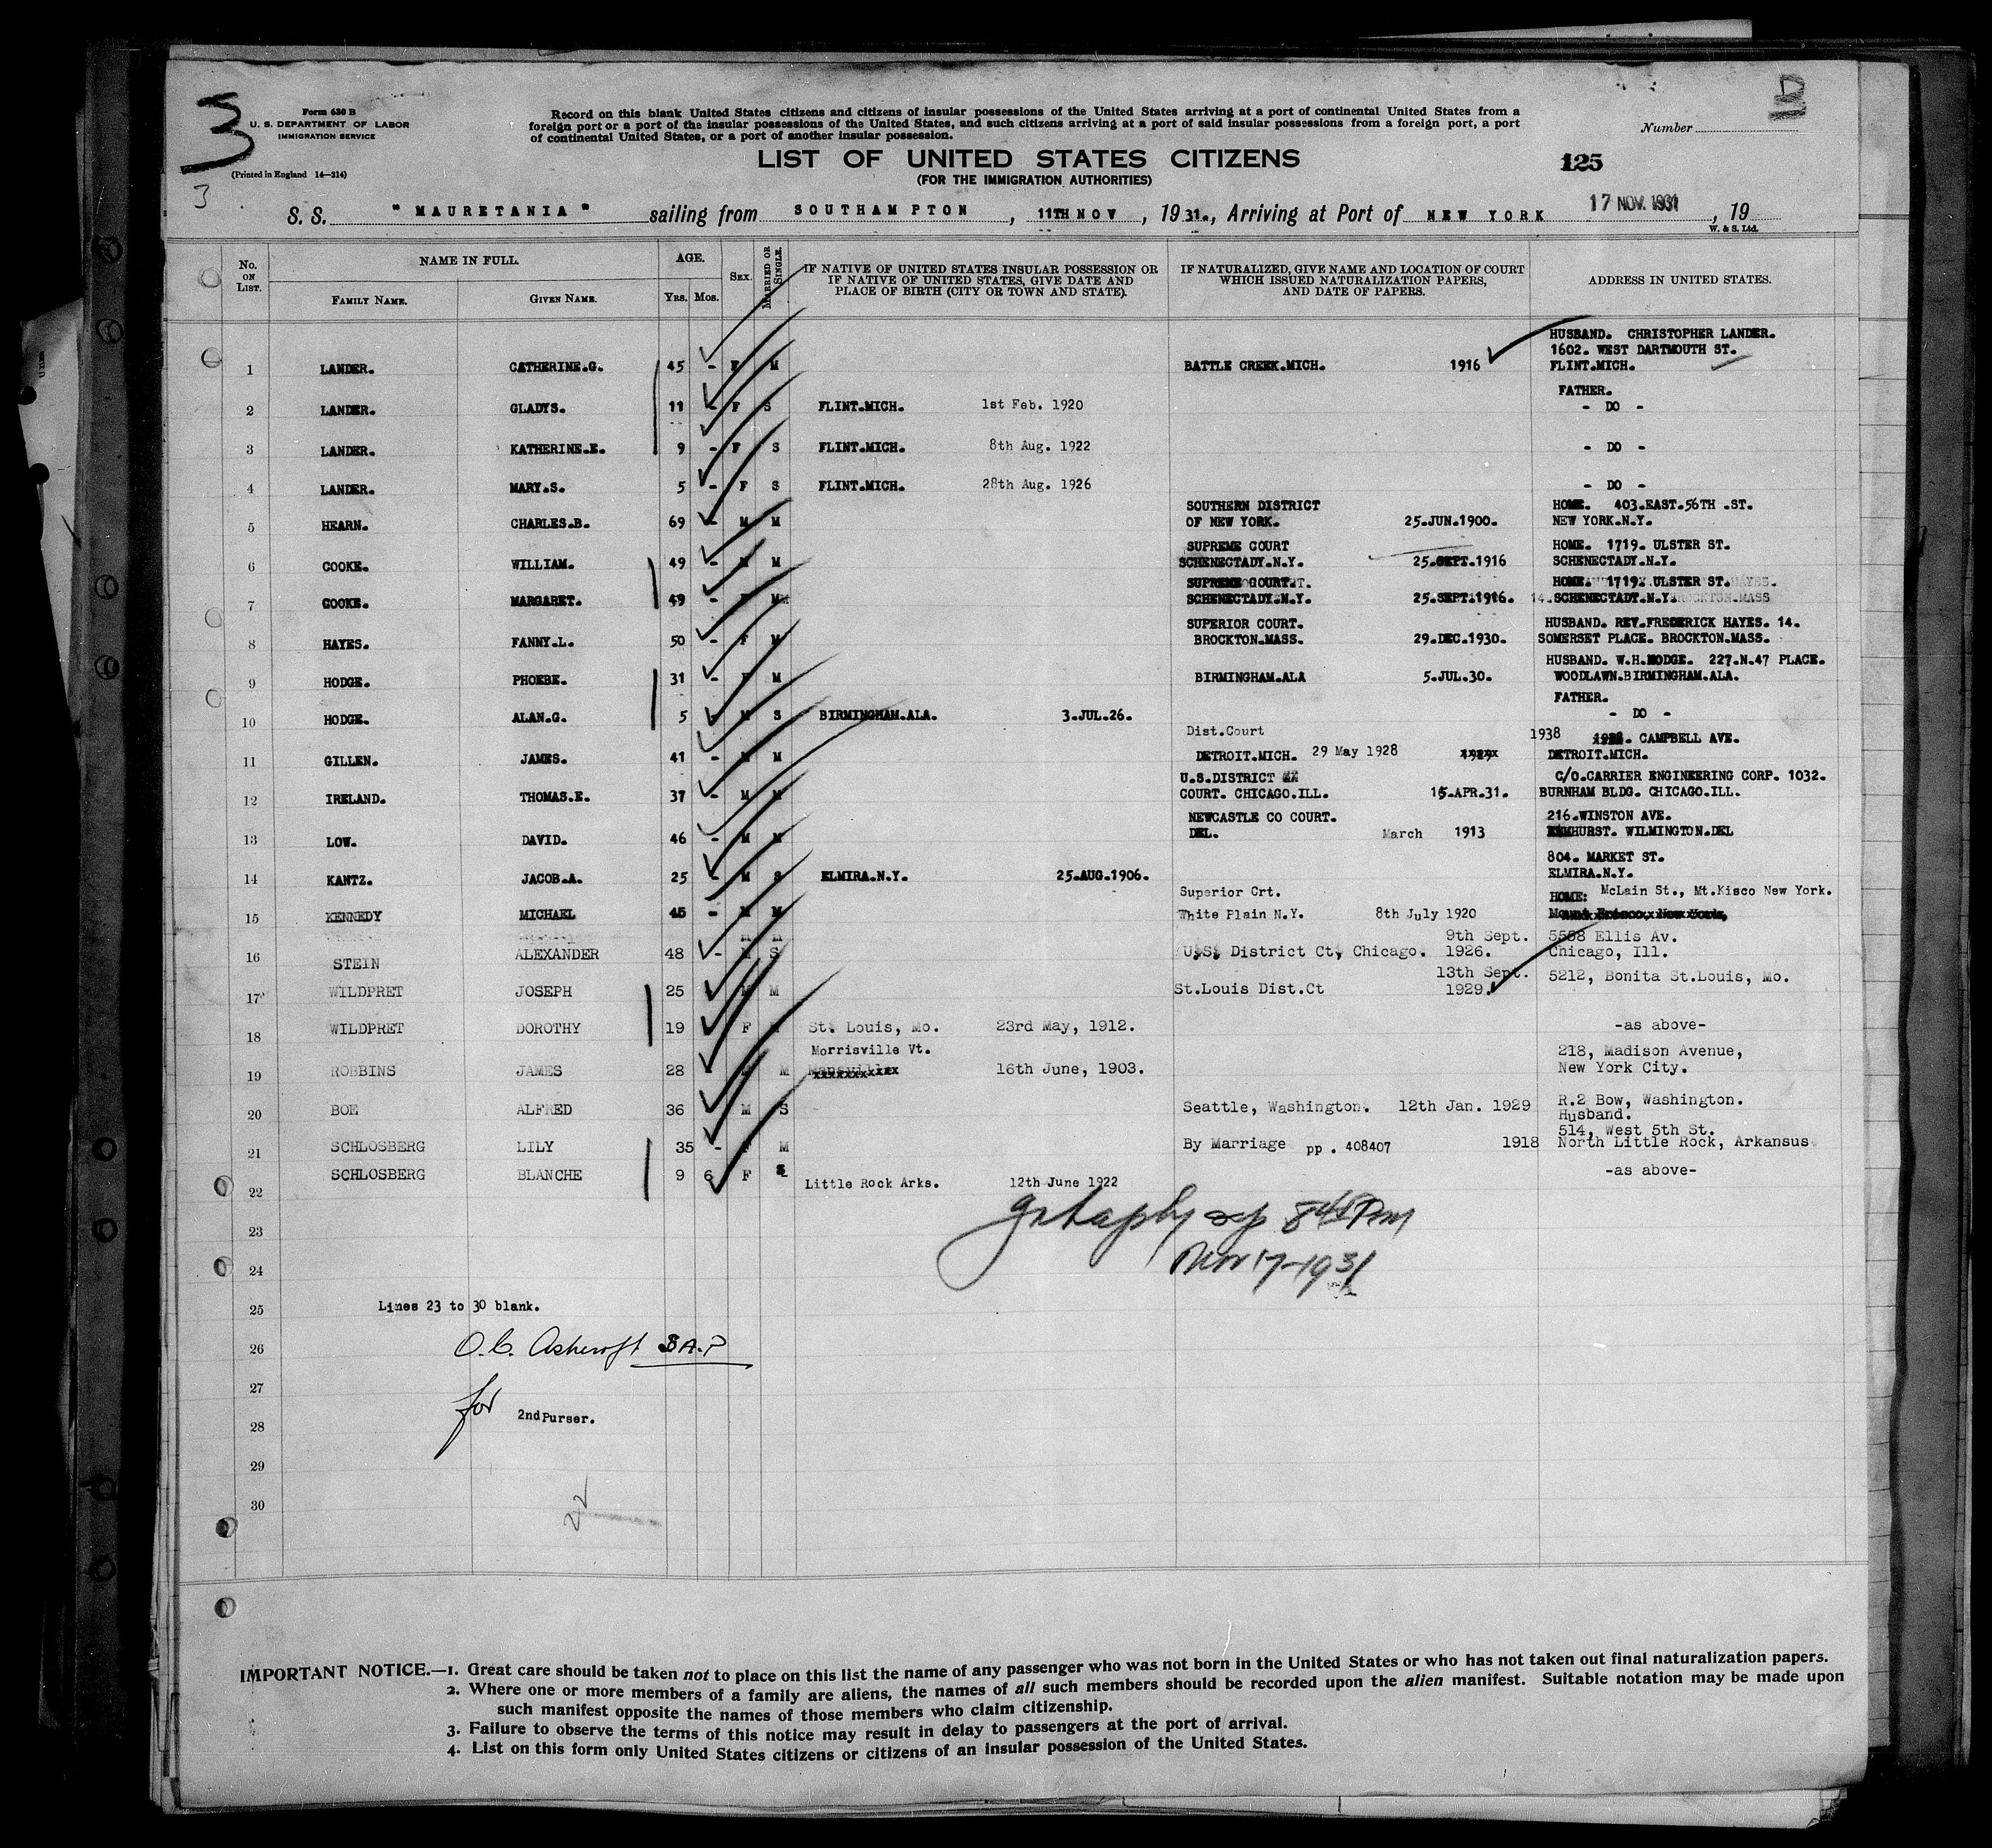 3
Form 630 B
U. S. DEPARTMENT OF LABOR
IMMIGRATION SERVICE
(Printed in England 14—314)
3
Record on this blank United States citizens and citizens of insular possessions of the United States arriving at a port of continental United States from a
foreign port or a port of the insular possessions of the United States, and such citizens arriving at a port of said insular possessions from a foreign port, a port
of continental United States, or a port of another insular possession.
D
Number
LIST OF UNITED STATES CITIZENS
(FOR THE IMMIGRATION AUTHORITIES)
125
S. S. "MAURETANIA" sailing from SOUTHAMPTON, 11TH NOV, 1931., Arriving at Port of NEW YORK 17 NOV. 1931, 19
W. & S. Ltd.
No. ON LIST. NAME IN FULL. AGE. SEX. MARRIED OR SINGLE. IF NATIVE OF UNITED STATES INSULAR POSSESSION OR IF NATIVE OF UNITED STATES, GIVE DATE AND PLACE OF BIRTH (CITY OR TOWN AND STATE). IF NATURALIZED, GIVE NAME AND LOCATION OF COURT WHICH ISSUED NATURALIZATION PAPERS, AND DATE OF PAPERS. ADDRESS IN UNITED STATES.
FAMILY NAME. GIVEN NAME. Yrs. Mos.
HUSBAND. CHRISTOPHER LANDER.
1602. WEST DARTMOUTH ST.
1 LANDER. CATHERINE.G. 45 - F M BATTLE CREEK.MICH. 1916 FLINT.MICH.
FATHER.
2 LANDER. GLADYS. 11 - F S FLINT.MICH. 1st Feb. 1920 - DO -
3 LANDER. KATHERINE.E. 9 - F S FLINT.MICH. 8th Aug. 1922 - DO -
4 LANDER. MARY.S. 5 - F S FLINT.MICH. 28th Aug. 1926 - DO -
SOUTHERN DISTRICT HOME. 403.EAST.56TH .ST.
5 HEARN. CHARLES.B. 69 - M M OF NEW YORK. 25.JUN.1900. NEW YORK.N.Y.
SUPREME COURT HOME. 1719. ULSTER ST.
6 COOKE. WILLIAM. 49 - M M SCHENECTADY.N.Y. 25.SEPT.1916 SCHENECTADY.N.Y.
SUPREME COURT. HOME. 1719. ULSTER ST.
7 COOKE. MARGARET. 49 - F M SCHENECTADY.N.Y. 25.SEPT.1916. SCHENECTADY.N.Y.
SUPERIOR COURT. HUSBAND. REV.FREDERICK HAYES. 14.
8 HAYES. FANNY.L. 50 - F M BROCKTON.MASS. 29.DEC.1930. SOMERSET PLACE. BROCKTON.MASS.
HUSBAND. W.H.HODGE. 227.N.47 PLACE.
9 HODGE. PHOEBE. 31 - F M BIRMINGHAM.ALA 5.JUL.30. WOODLAWN.BIRMINGHAM.ALA.
FATHER.
10 HODGE. ALAN.G. 5 - M S BIRMINGHAM.ALA. 3.JUL.26. - DO -
Dist.Court 1938 CAMPBELL AVE.
11 GILLEN. JAMES. 41 - M M DETROIT.MICH. 29 May 1928 DETROIT.MICH.
U.S.DISTRICT C/O.CARRIER ENGINEERING CORP. 1032.
12 IRELAND. THOMAS.E. 37 - M M COURT. CHICAGO.ILL. 15.APR.31. BURNHAM BLDG. CHICAGO.ILL.
NEWCASTLE CO COURT. 216.WINSTON AVE.
13 LOW. DAVID. 46 - M M DEL. March 1913 ELMHURST. WILMINGTON.DEL
804. MARKET ST.
14 KANTZ. JACOB.A. 25 - M S ELMIRA.N.Y. 25.AUG.1906. ELMIRA.N.Y.
Superior Crt. HOME: McLain St., Mt.Kisco New York.
15 KENNEDY MICHAEL 45 - M M White Plain N.Y. 8th July 1920
9th Sept. 5558 Ellis Av.
16 STEIN ALEXANDER 48 - M S U.S. District Ct, Chicago. 1926. Chicago, Ill.
13th Sept. 5212, Bonita St.Louis, Mo.
17 WILDPRET JOSEPH 25 M M St.Louis Dist.Ct 1929.
18 WILDPRET DOROTHY 19 F M St. Louis, Mo. 23rd May, 1912. -as above-
Morrisville Vt. 218, Madison Avenue,
19 ROBBINS JAMES 28 M M 16th June, 1903. New York City.
20 BOE ALFRED 36 M S Seattle, Washington. 12th Jan. 1929 R.2 Bow, Washington.
Husband.
514, West 5th St.
21 SCHLOSBERG LILY 35 - F M By Marriage pp . 408407 1918 North Little Rock, Arkansus
22 SCHLOSBERG BLANCHE 9 6 F S Little Rock Arks. 12th June 1922 -as above-
23
Nov 17-1931
24
25 Lines 23 to 30 blank.
26 O.C. Ashcroft S A.P
27 for
28 2nd Purser.
29
30
22
IMPORTANT NOTICE.—1. Great care should be taken not to place on this list the name of any passenger who was not born in the United States or who has not taken out final naturalization papers.
2. Where one or more members of a family are aliens, the names of all such members should be recorded upon the alien manifest. Suitable notation may be made upon
such manifest opposite the names of those members who claim citizenship.
3. Failure to observe the terms of this notice may result in delay to passengers at the port of arrival.
4. List on this form only United States citizens or citizens of an insular possession of the United States.